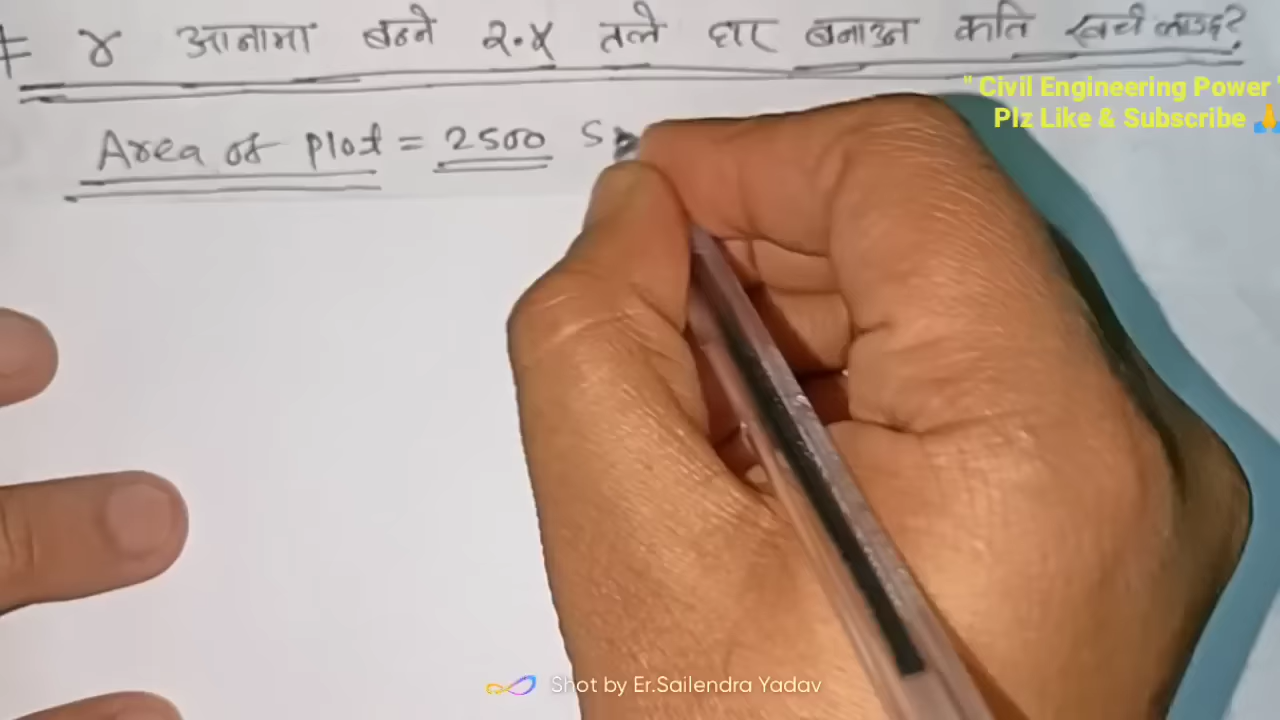 # ४ आनामा बन्ने २.५ तले घर बनाउन कति खर्च लाग्छ?
" Civil Engineering Power "
Plz Like & Subscribe 🙏
Area of plot = 2500 S
Shot by Er.Sailendra Yadav